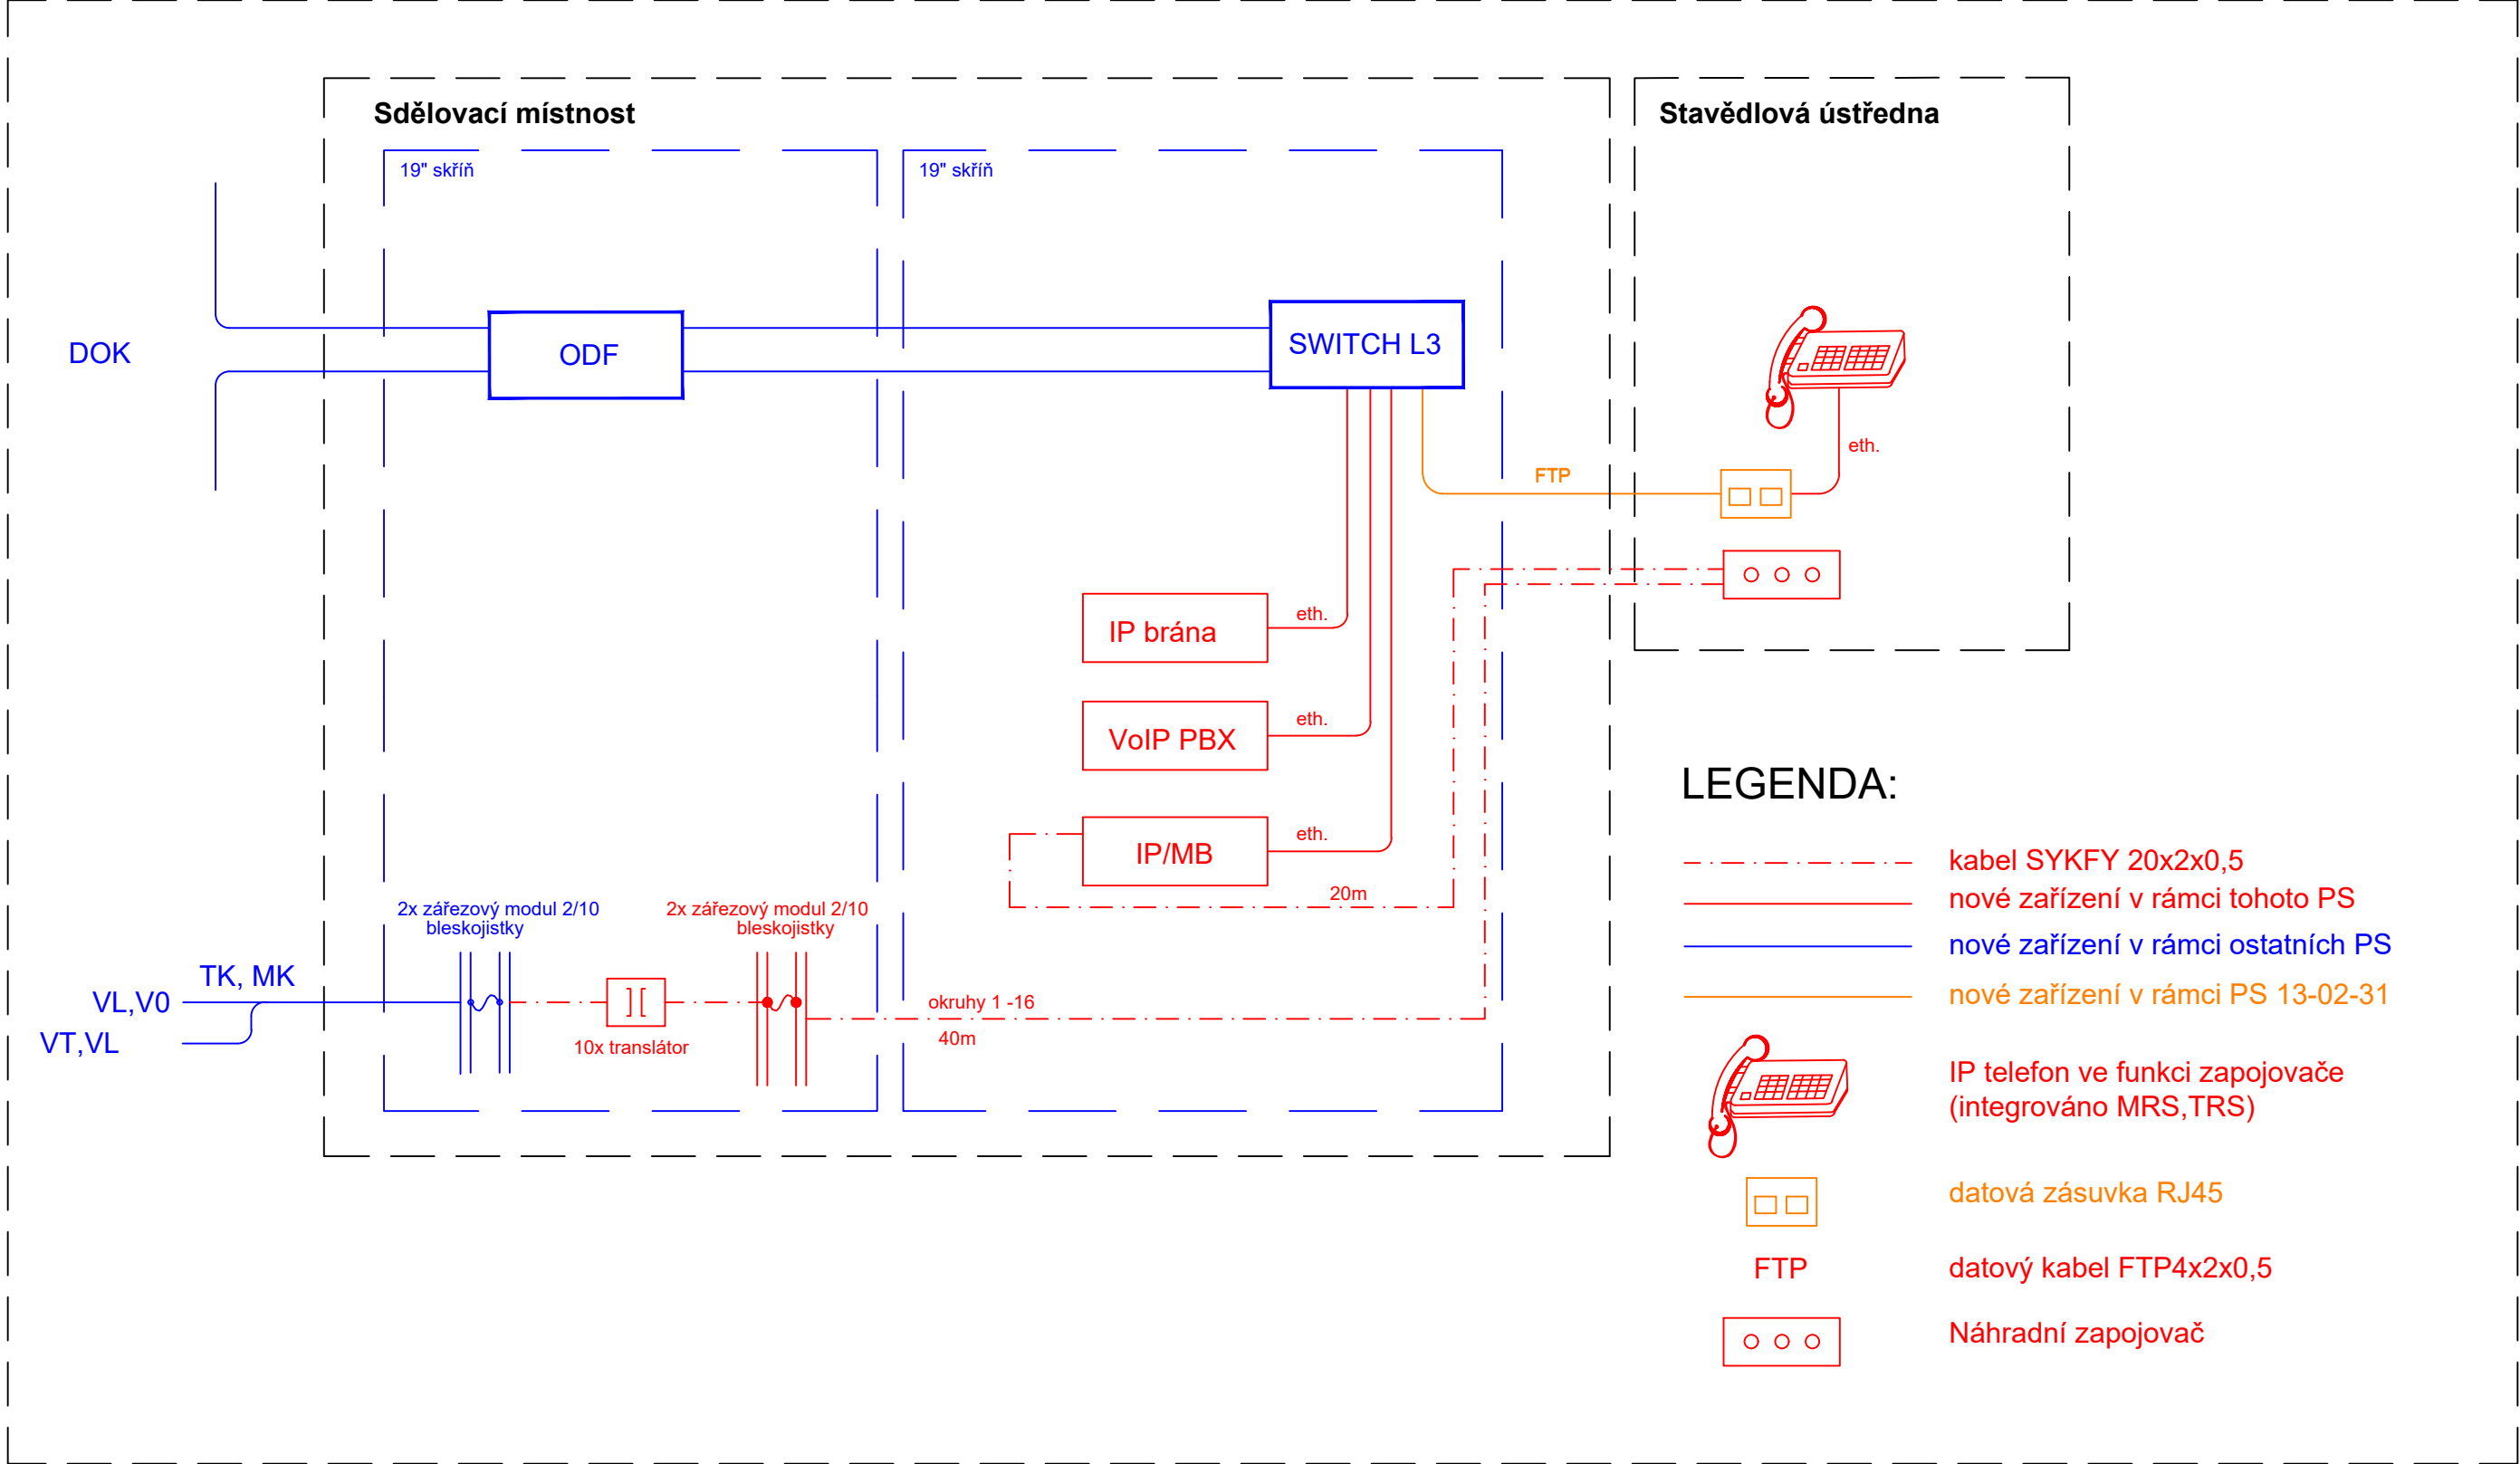 Sdělovací místnost
Stavědlová ústředna
19" skříň
19" skříň
DOK
ODF
SWITCH L3
eth.
FTP
IP brána
eth.
VoIP PBX
eth.
IP/MB
eth.
20m
2x zářezový modul 2/10
bleskojistky
2x zářezový modul 2/10
bleskojistky
TK, MK
VL,V0
VT,VL
][
10x translátor
okruhy 1 -16
40m
LEGENDA:
kabel SYKFY 20x2x0,5
nové zařízení v rámci tohoto PS
nové zařízení v rámci ostatních PS
nové zařízení v rámci PS 13-02-31
IP telefon ve funkci zapojovače
(integrováno MRS,TRS)
datová zásuvka RJ45
FTP
datový kabel FTP4x2x0,5
Náhradní zapojovač